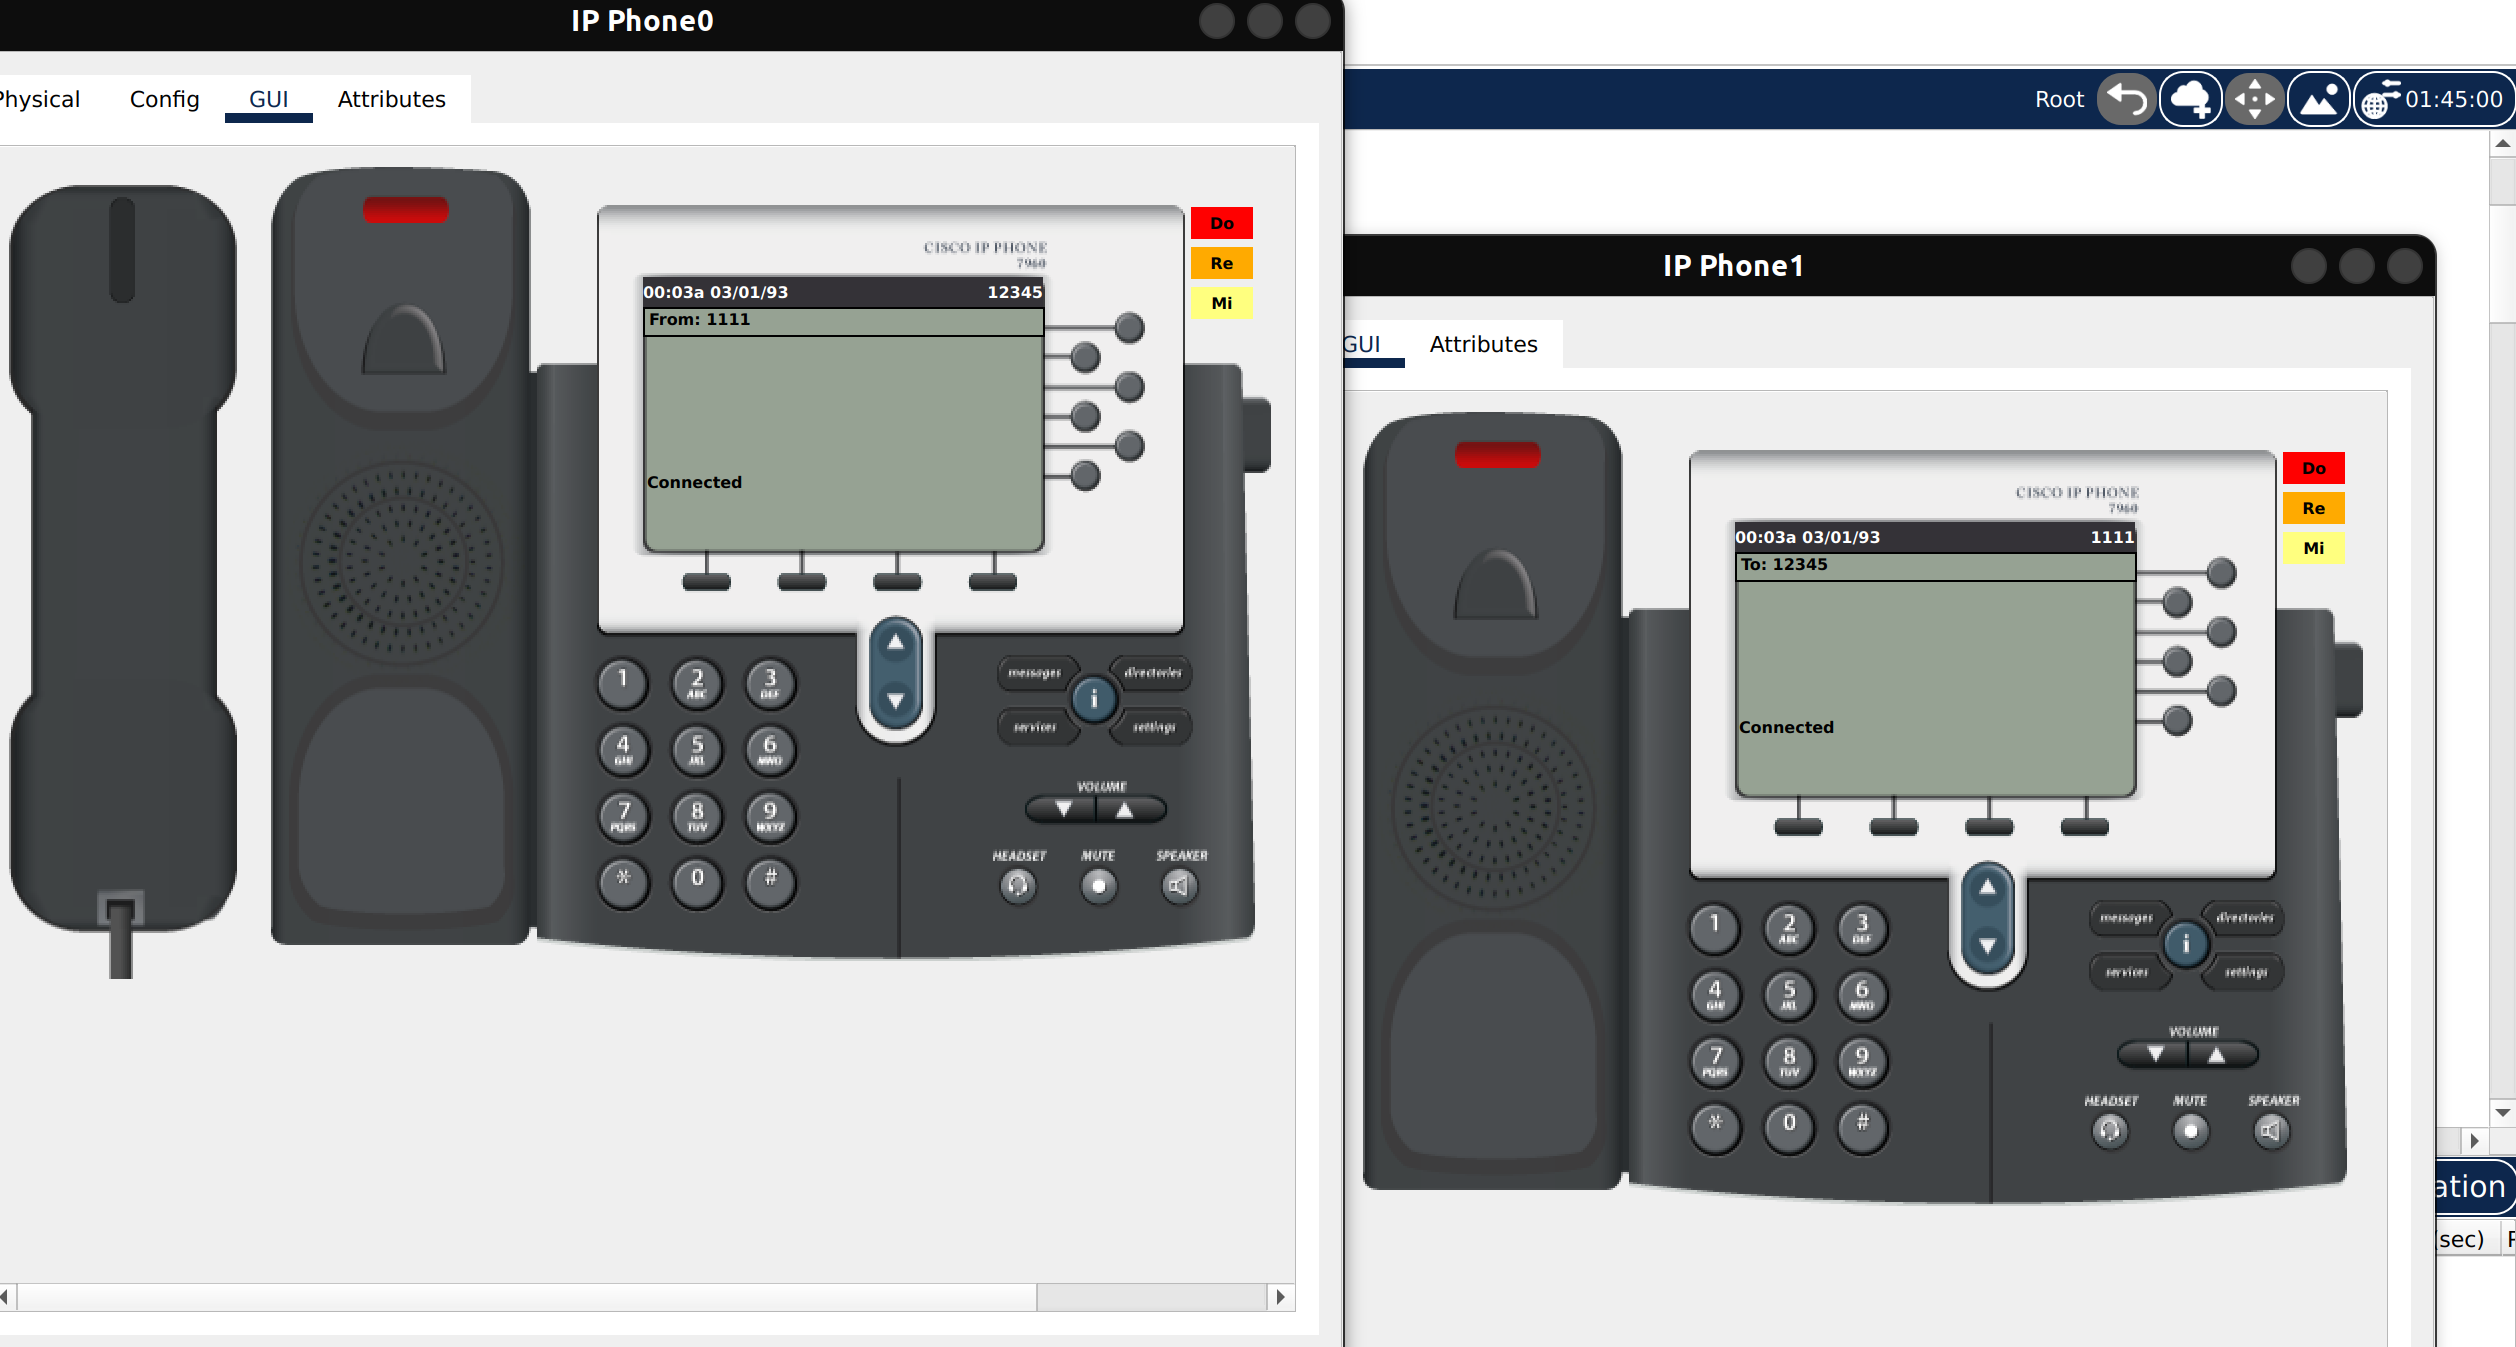 IP Phone0
Physical Config GUI Attributes
Root 01:45:00
Do
Re
Mi
CISCO IP PHONE
7960
00:03a 03/01/93 12345
From: 1111
Connected
1 2 ABC 3 DEF
4 GHI 5 JKL 6 MNO
7 PQRS 8 TUV 9 WXYZ
* 0 #
messages directories
i
services settings
VOLUME
HEADSET MUTE SPEAKER
IP Phone1
GUI Attributes
Do
Re
Mi
CISCO IP PHONE
7960
00:03a 03/01/93 1111
To: 12345
Connected
1 2 ABC 3 DEF
4 GHI 5 JKL 6 MNO
7 PQRS 8 TUV 9 WXYZ
* 0 #
messages directories
i
services settings
VOLUME
HEADSET MUTE SPEAKER
ation
(sec)